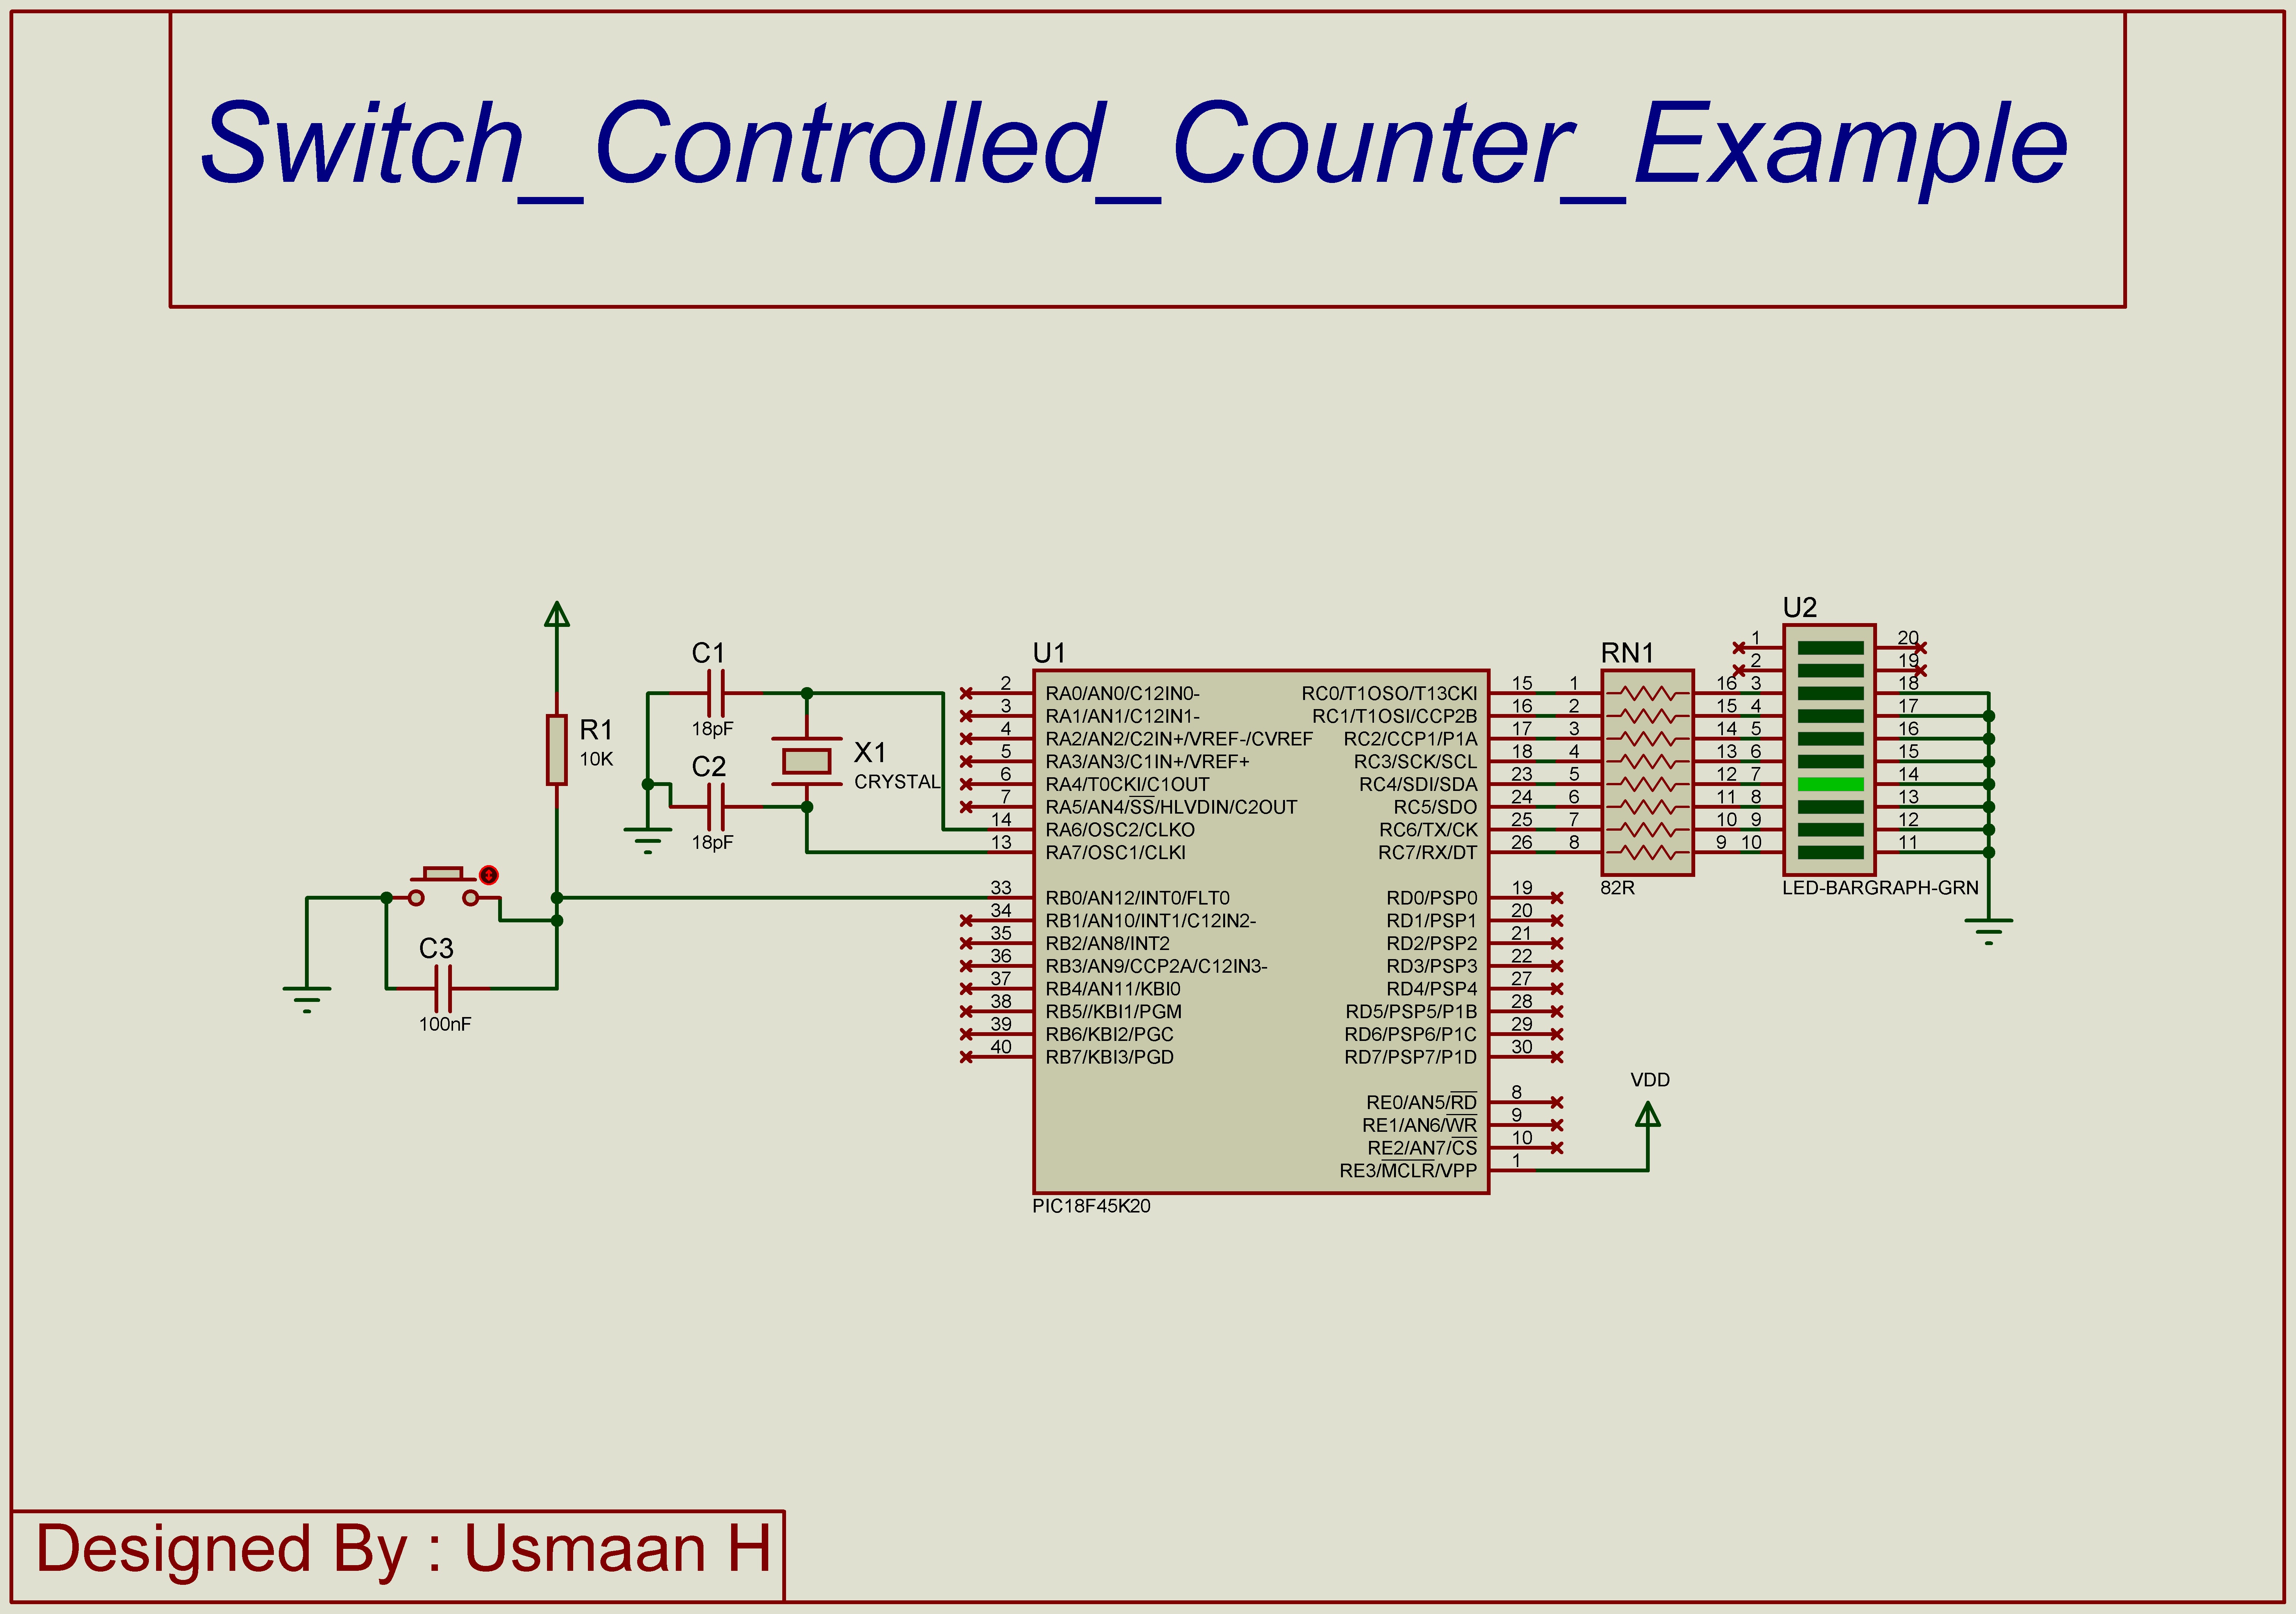 Switch_Controlled_Counter_Example
R1
10K
C1
18pF
C2
18pF
X1
CRYSTAL
C3
100nF
U1
2 RA0/AN0/C12IN0-
3 RA1/AN1/C12IN1-
4 RA2/AN2/C2IN+/VREF-/CVREF
5 RA3/AN3/C1IN+/VREF+
6 RA4/T0CKI/C1OUT
7 RA5/AN4/SS/HLVDIN/C2OUT
14 RA6/OSC2/CLKO
13 RA7/OSC1/CLKI
33 RB0/AN12/INT0/FLT0
34 RB1/AN10/INT1/C12IN2-
35 RB2/AN8/INT2
36 RB3/AN9/CCP2A/C12IN3-
37 RB4/AN11/KBI0
38 RB5//KBI1/PGM
39 RB6/KBI2/PGC
40 RB7/KBI3/PGD
RC0/T1OSO/T13CKI 15
RC1/T1OSI/CCP2B 16
RC2/CCP1/P1A 17
RC3/SCK/SCL 18
RC4/SDI/SDA 23
RC5/SDO 24
RC6/TX/CK 25
RC7/RX/DT 26
RD0/PSP0 19
RD1/PSP1 20
RD2/PSP2 21
RD3/PSP3 22
RD4/PSP4 27
RD5/PSP5/P1B 28
RD6/PSP6/P1C 29
RD7/PSP7/P1D 30
RE0/AN5/RD 8
RE1/AN6/WR 9
RE2/AN7/CS 10
RE3/MCLR/VPP 1
PIC18F45K20
VDD
RN1
1 16
2 15
3 14
4 13
5 12
6 11
7 10
8 9
82R
U2
1 20
2 19
3 18
4 17
5 16
6 15
7 14
8 13
9 12
10 11
LED-BARGRAPH-GRN
Designed By : Usmaan H